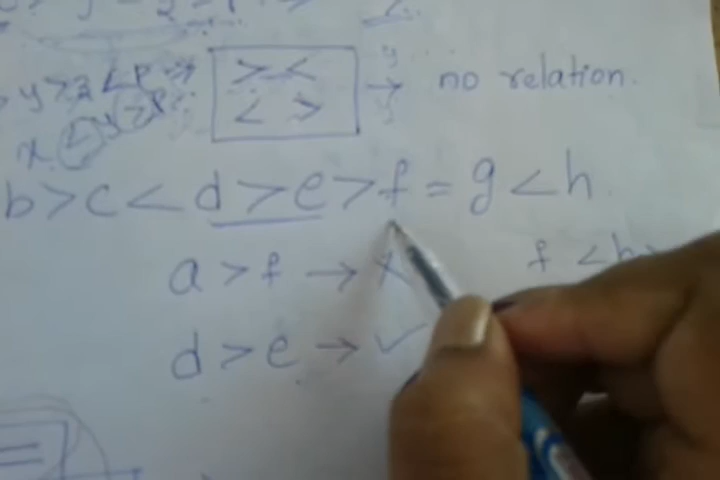 y > z < P ⇒ > < → no relation.
x < y > P < >
b > c < d > e > f = g < h
a > f → × f < h
d > e → ✓
=